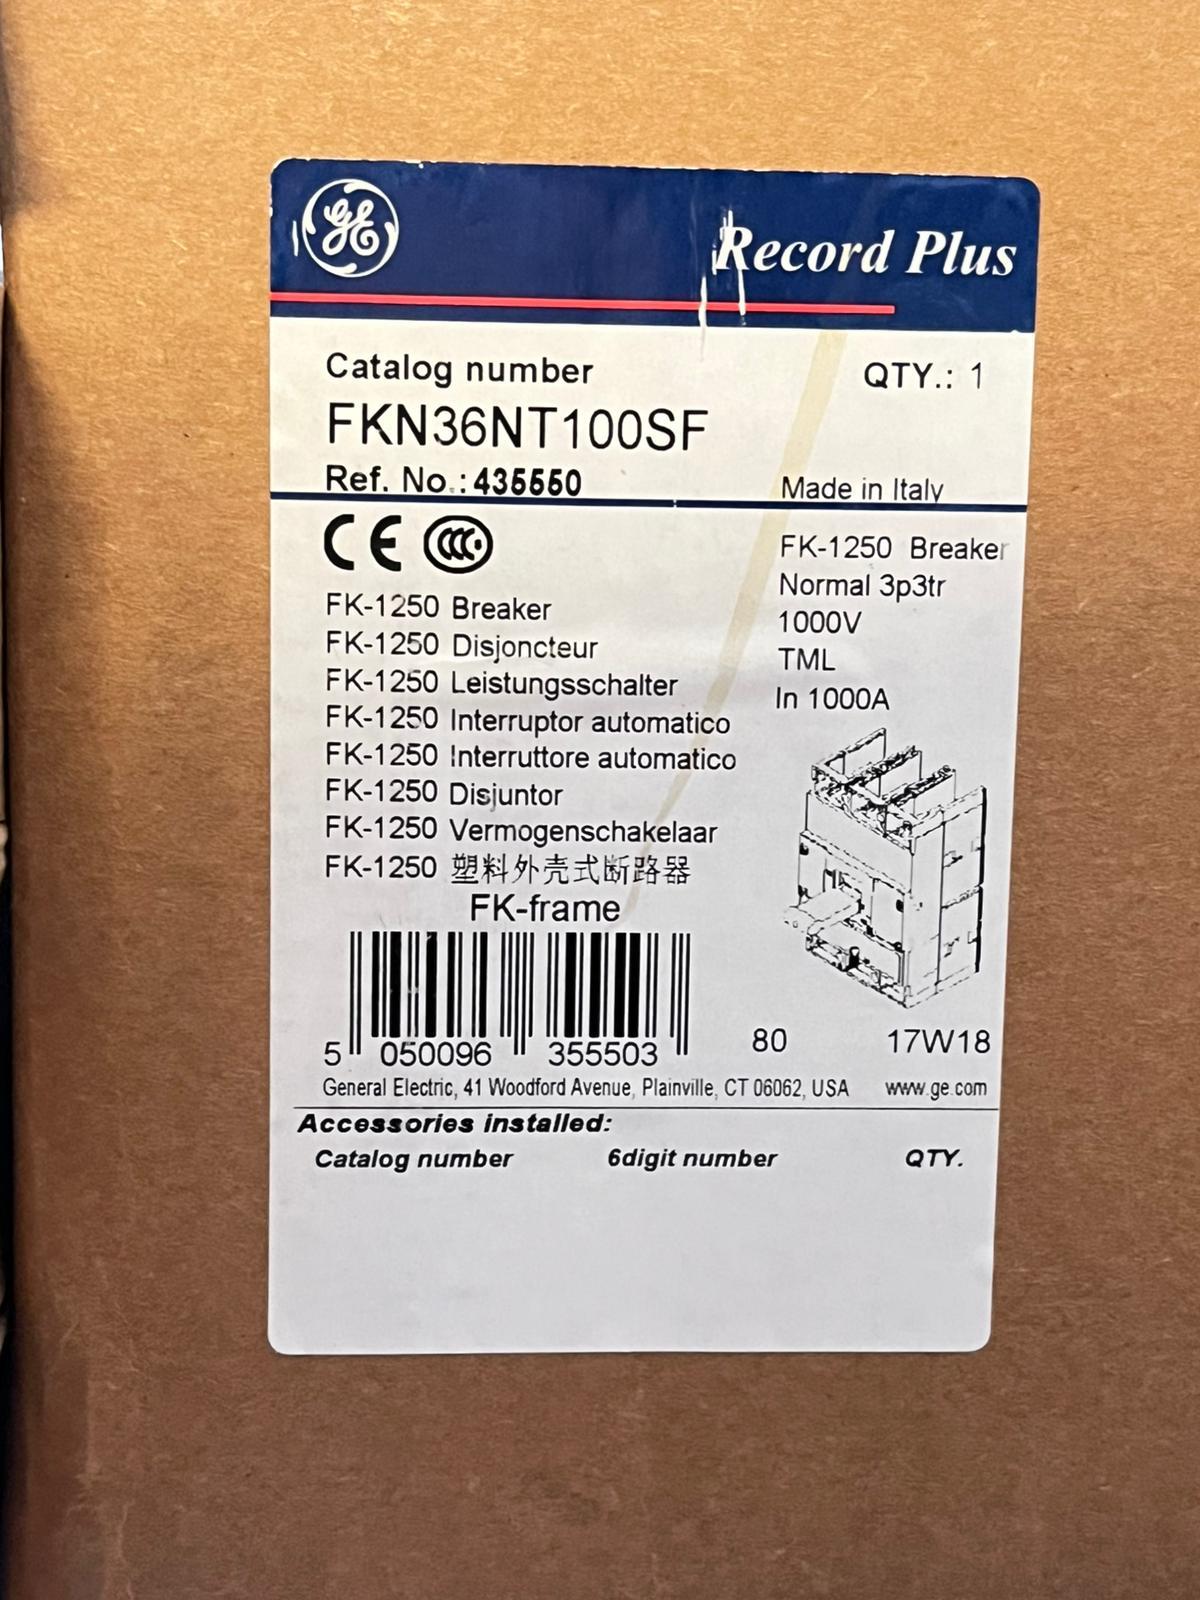 GE
Record Plus
Catalog number
QTY.: 1
FKN36NT100SF
Ref. No.: 435550
Made in Italy
CE CCC
FK-1250 Breaker
Normal 3p3tr
1000V
TML
In 1000A
FK-1250 Breaker
FK-1250 Disjoncteur
FK-1250 Leistungsschalter
FK-1250 Interruptor automatico
FK-1250 Interruttore automatico
FK-1250 Disjuntor
FK-1250 Vermogenschakelaar
FK-1250 塑料外壳式断路器
FK-frame
5 050096 355503
80 17W18
General Electric, 41 Woodford Avenue, Plainville, CT 06062, USA www.ge.com
Accessories installed:
Catalog number 6digit number QTY.